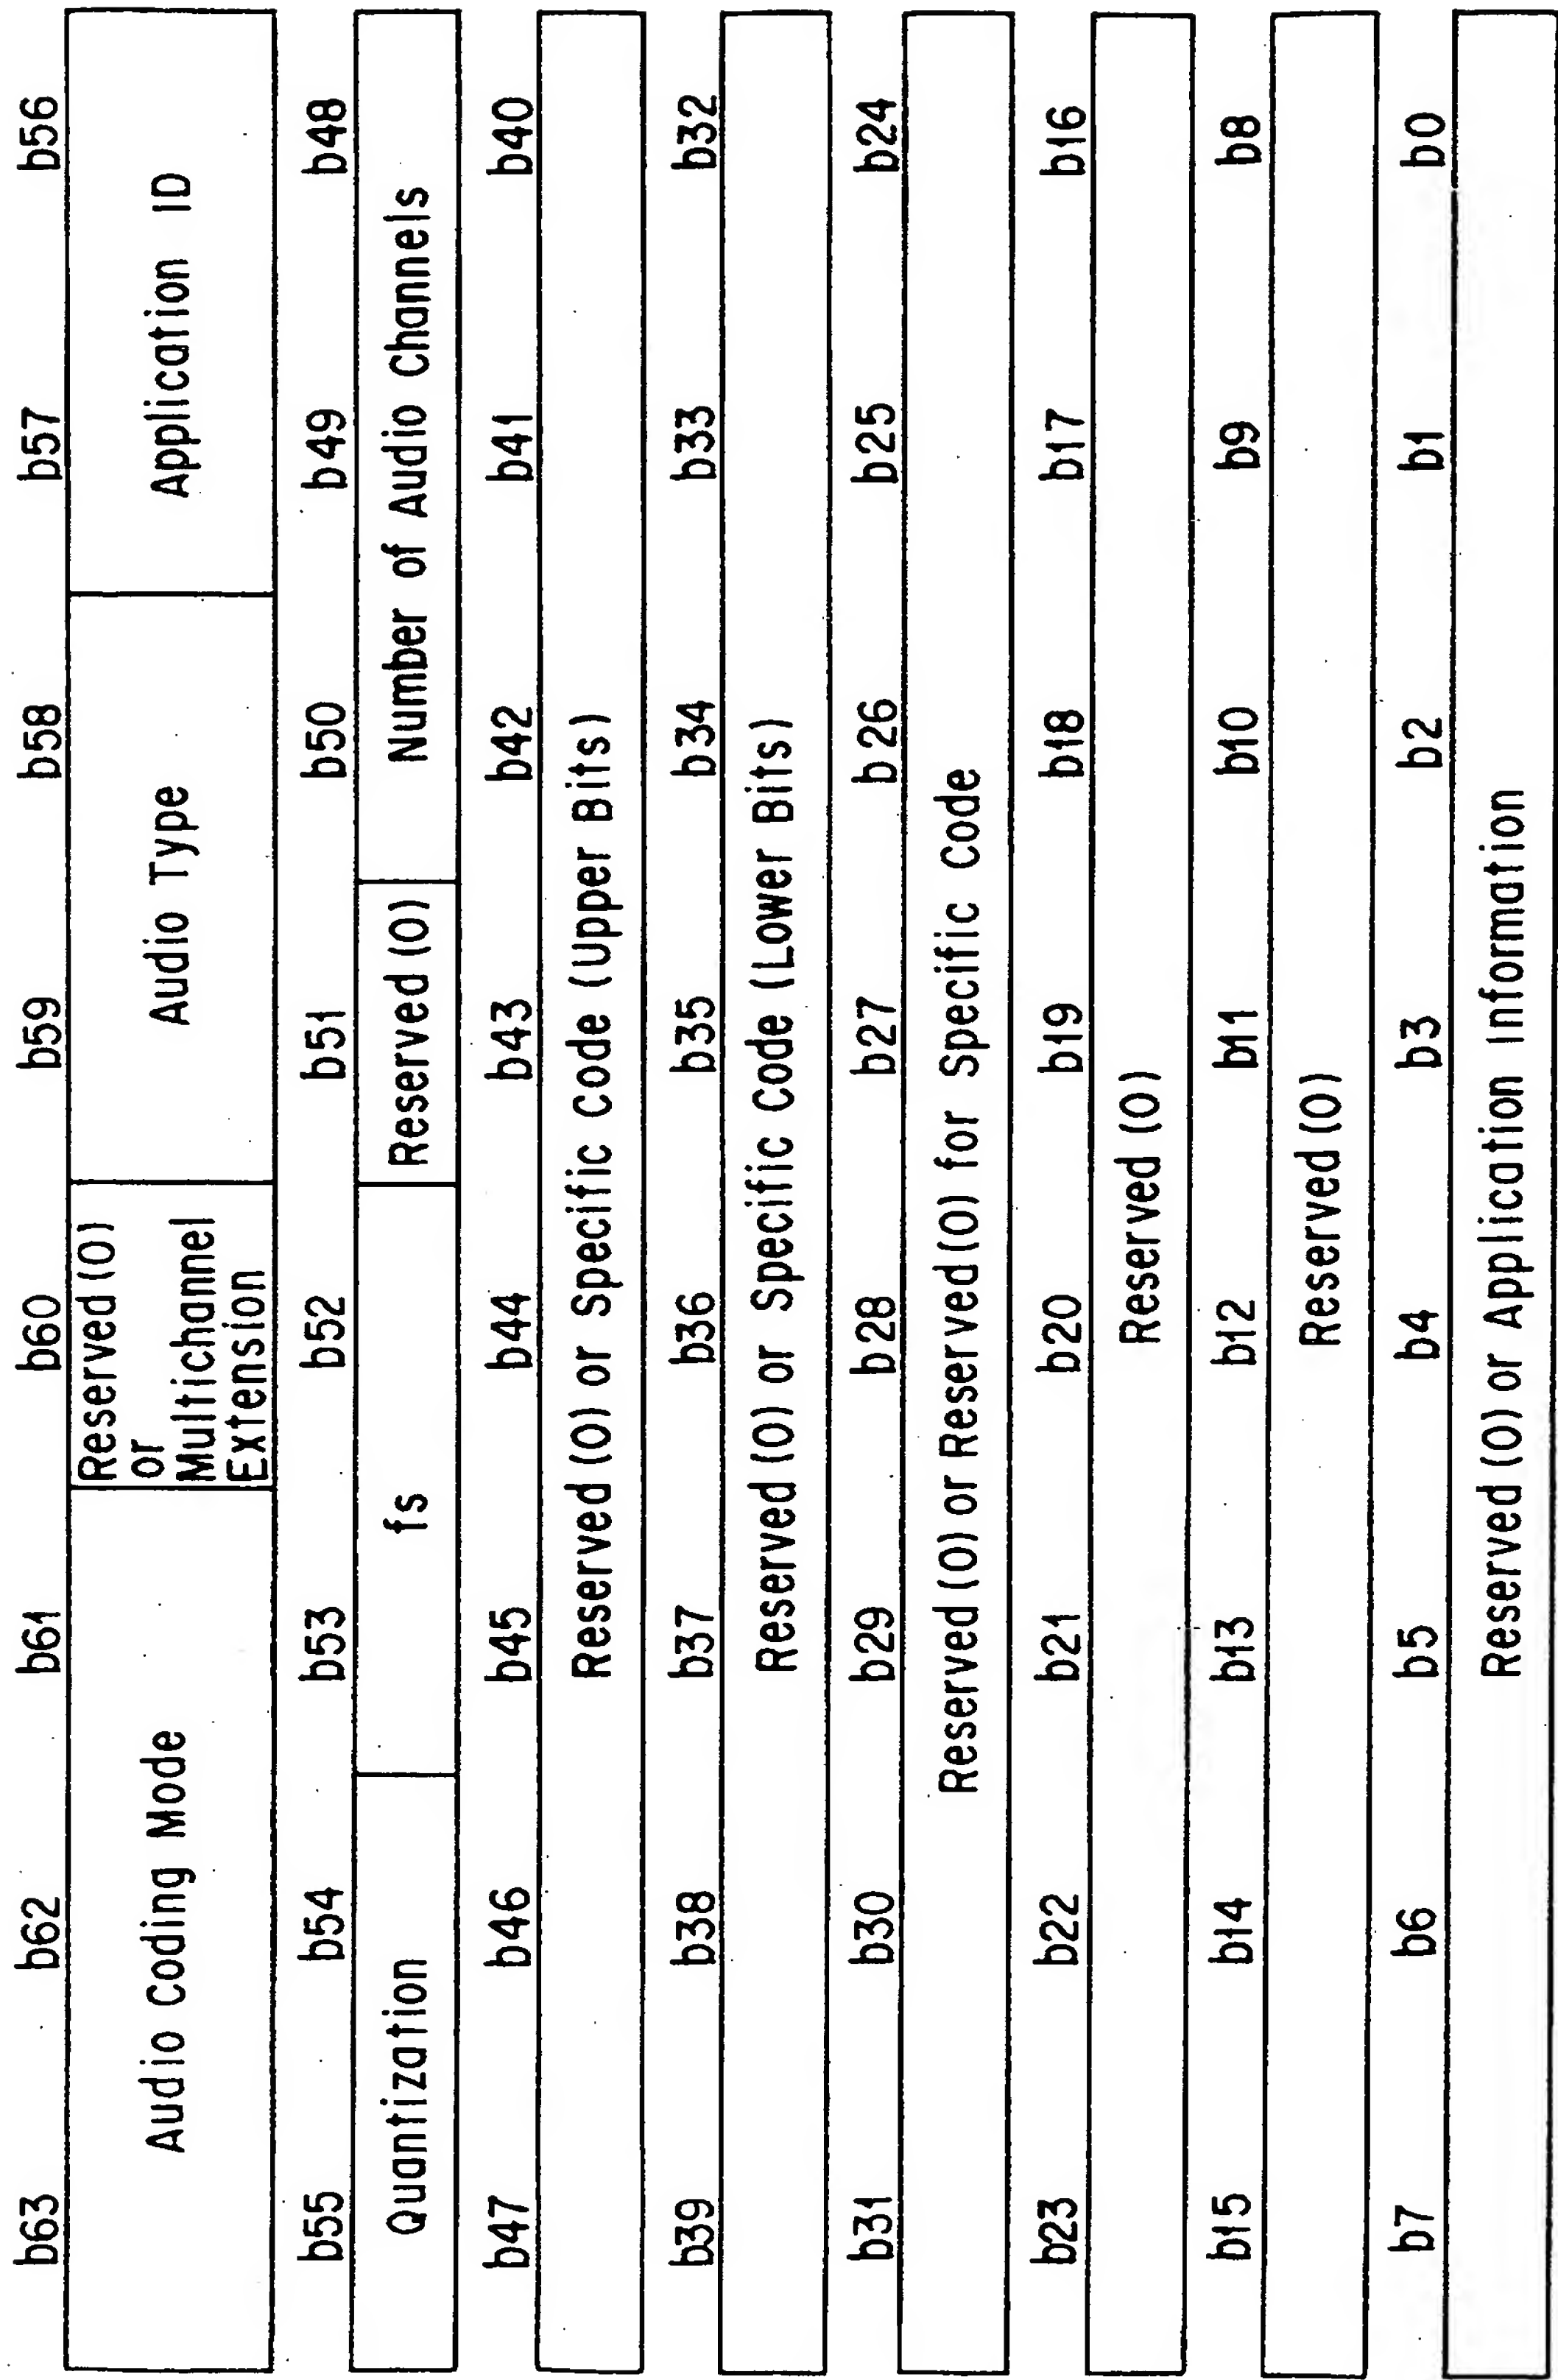 b63 b62 b61 b60 b59 b58 b57 b56
Audio Coding Mode
Reserved (0)
or
Multichannel
Extension
Audio Type
Application ID
b55 b54 b53 b52 b51 b50 b49 b48
Quantization
fs
Reserved (0)
Number of Audio Channels
b47 b46 b45 b44 b43 b42 b41 b40
Reserved (0) or Specific Code (Upper Bits)
b39 b38 b37 b36 b35 b34 b33 b32
Reserved (0) or Specific Code (Lower Bits)
b31 b30 b29 b28 b27 b26 b25 b24
Reserved (0) or Reserved (0) for Specific Code
b23 b22 b21 b20 b19 b18 b17 b16
Reserved (0)
b15 b14 b13 b12 b11 b10 b9 b8
Reserved (0)
b7 b6 b5 b4 b3 b2 b1 b0
Reserved (0) or Application Information